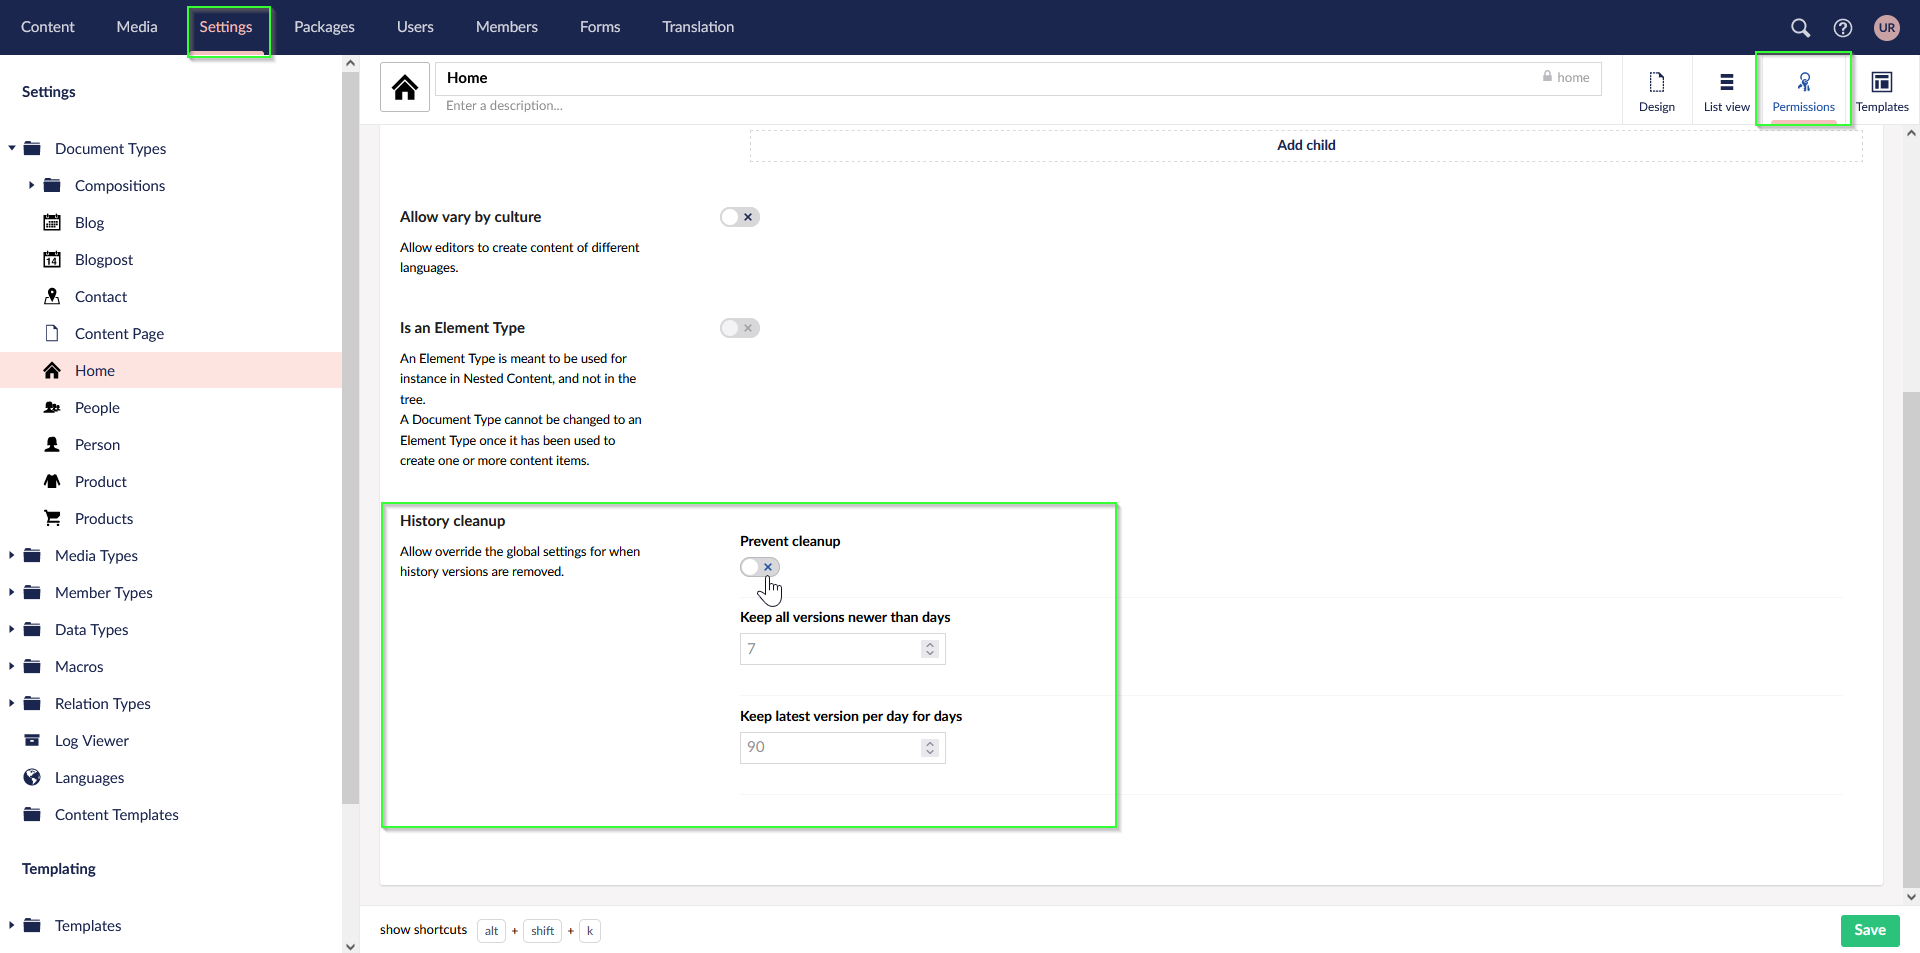 Content
Media
Settings
Packages
Users
Members
Forms
Translation
UR
Settings
Document Types
Compositions
Blog
14
Blogpost
Contact
Content Page
Home
People
Person
Product
Products
Media Types
Member Types
Data Types
Macros
Relation Types
Log Viewer
Languages
Content Templates
Templating
Templates
Home
home
Enter a description...
Design
List view
Permissions
Templates
Add child
Allow vary by culture
Allow editors to create content of different
languages.
Is an Element Type
An Element Type is meant to be used for
instance in Nested Content, and not in the
tree.
A Document Type cannot be changed to an
Element Type once it has been used to
create one or more content items.
History cleanup
Allow override the global settings for when
history versions are removed.
Prevent cleanup
Keep all versions newer than days
7
Keep latest version per day for days
90
show shortcuts alt + shift + k
Save